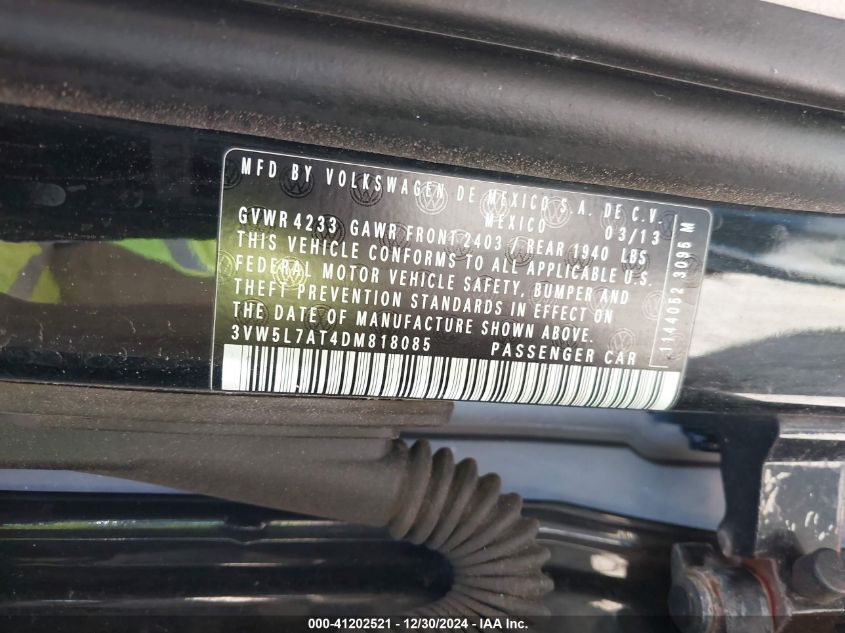 MFD BY VOLKSWAGEN DE MEXICO S.A. DE C.V.
MEXICO 03/13
GVWR 4233 GAWR FRONT 2403 / REAR 1940 LBS
THIS VEHICLE CONFORMS TO ALL APPLICABLE U.S.
FEDERAL MOTOR VEHICLE SAFETY, BUMPER AND
THEFT PREVENTION STANDARDS IN EFFECT ON
THE DATE OF MANUFACTURE SHOWN ABOVE.
3VW5L7AT4DM818085 PASSENGER CAR
1144052 3096 M
000-41202521 - 12/30/2024 - IAA Inc.